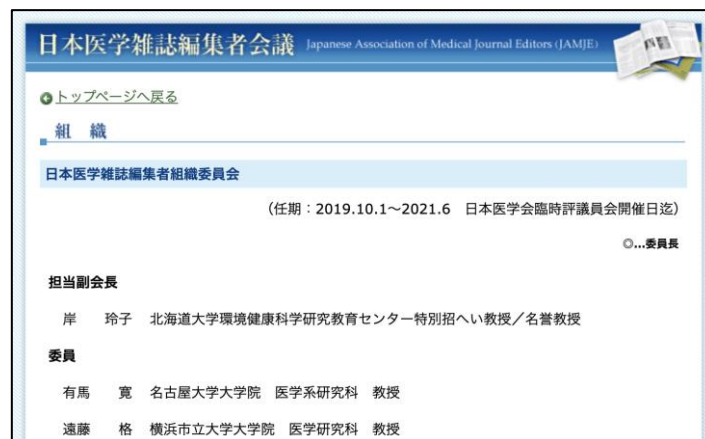 日本医学雑誌編集者会議 Japanese Association of Medical Journal Editors (JAMJE)
トップページへ戻る
組 織
日本医学雑誌編集者組織委員会
(任期：2019.10.1～2021.6 日本医学会臨時評議員会開催日迄)
◎…委員長
担当副会長
岸 玲子 北海道大学環境健康科学研究教育センター特別招へい教授／名誉教授
委員
有馬 寛 名古屋大学大学院 医学系研究科 教授
遠藤 格 横浜市立大学大学院 医学研究科 教授